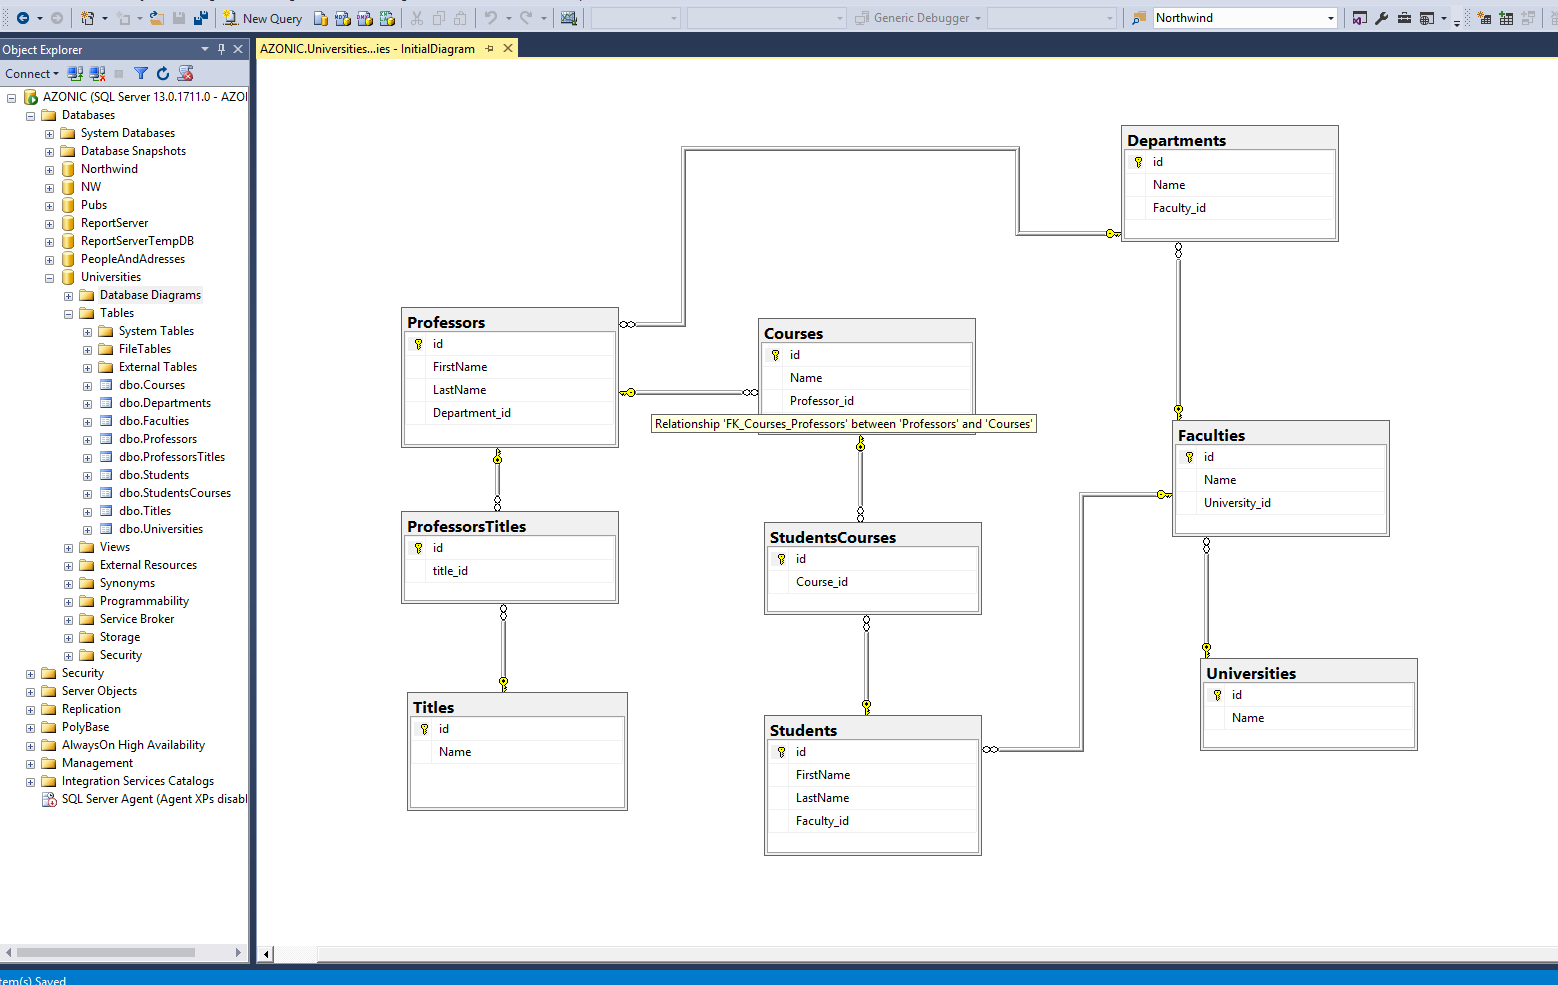 New Query
Generic Debugger
Northwind
Object Explorer
AZONIC.Universities...ies - InitialDiagram
Connect
AZONIC (SQL Server 13.0.1711.0 - AZO
Databases
System Databases
Database Snapshots
Northwind
NW
Pubs
ReportServer
ReportServerTempDB
PeopleAndAdresses
Universities
Database Diagrams
Tables
System Tables
FileTables
External Tables
dbo.Courses
dbo.Departments
dbo.Faculties
dbo.Professors
dbo.ProfessorsTitles
dbo.Students
dbo.StudentsCourses
dbo.Titles
dbo.Universities
Views
External Resources
Synonyms
Programmability
Service Broker
Storage
Security
Security
Server Objects
Replication
PolyBase
AlwaysOn High Availability
Management
Integration Services Catalogs
SQL Server Agent (Agent XPs disabl
Departments
id
Name
Faculty_id
Professors
id
FirstName
LastName
Department_id
Courses
id
Name
Professor_id
Relationship 'FK_Courses_Professors' between 'Professors' and 'Courses'
Faculties
id
Name
University_id
ProfessorsTitles
id
title_id
StudentsCourses
id
Course_id
Universities
id
Name
Titles
id
Name
Students
id
FirstName
LastName
Faculty_id
tem(s) Saved